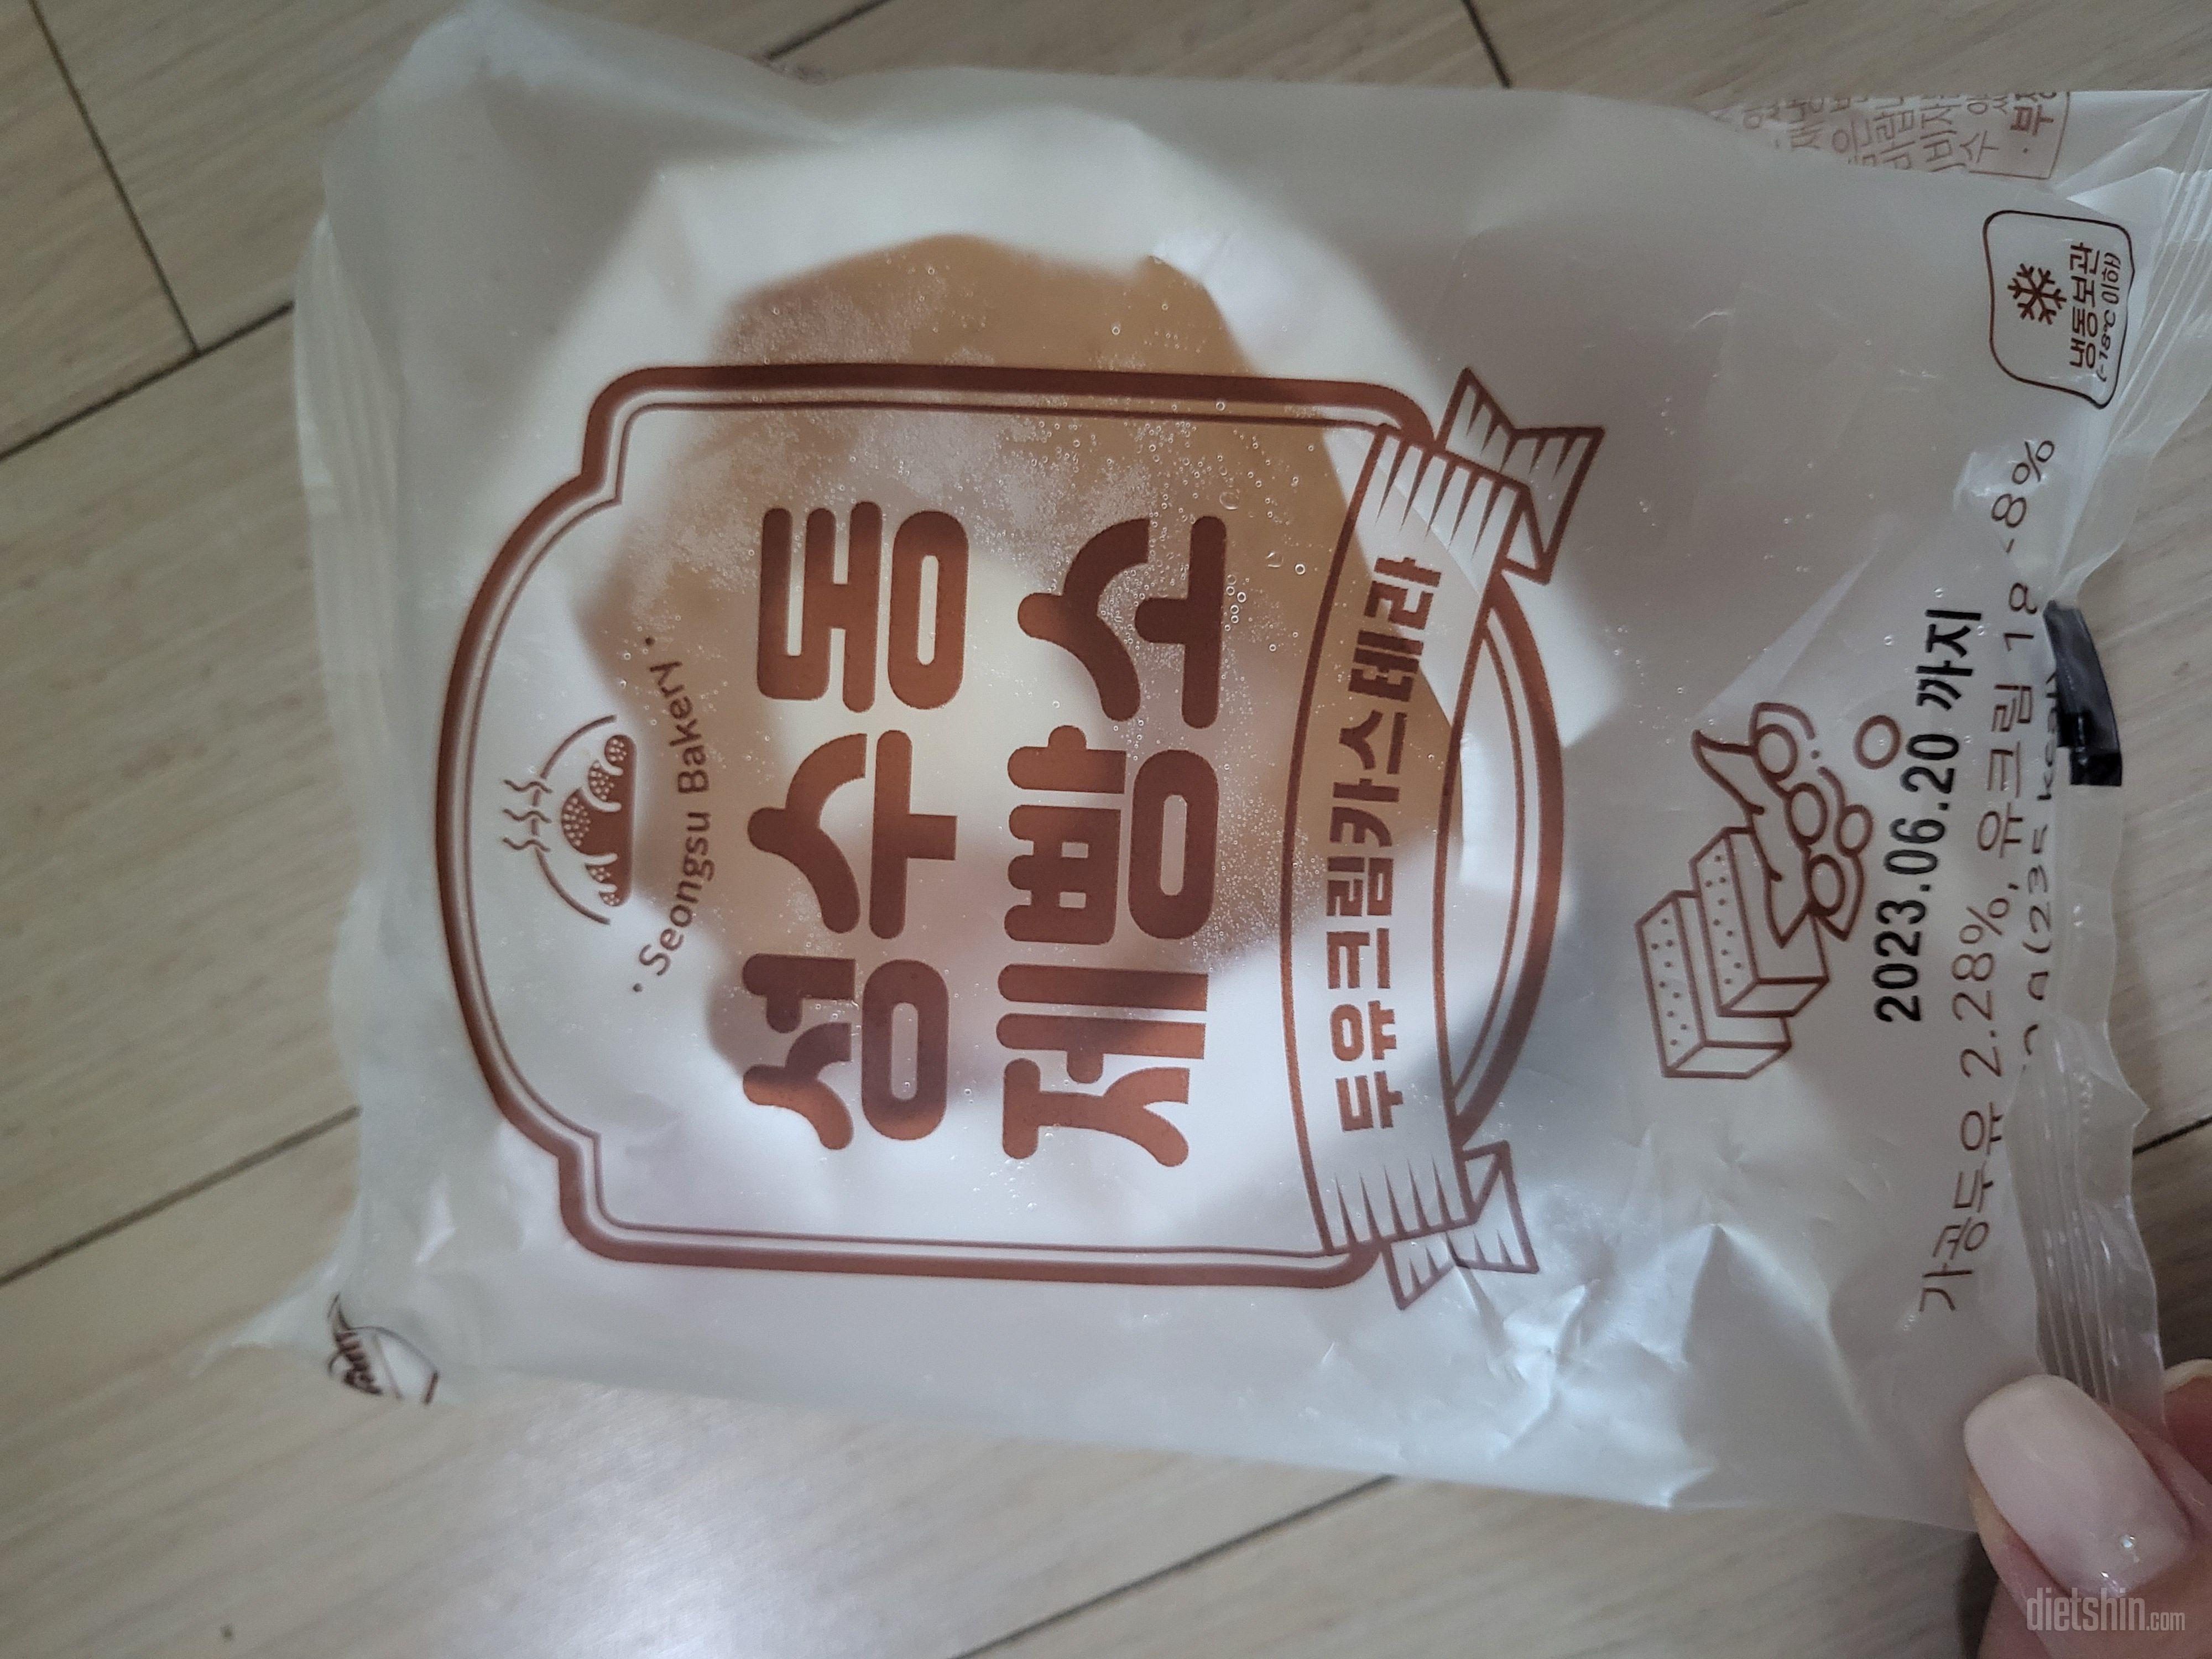 · Seongsu Bakery ·
성수동
제빵소
두유크림카스테라
2023.06.20 까지
가공두유 2.28%, 유크림 18
8%
(235 kcal
냉동보관
(-18℃ 이하)
dietshin.com